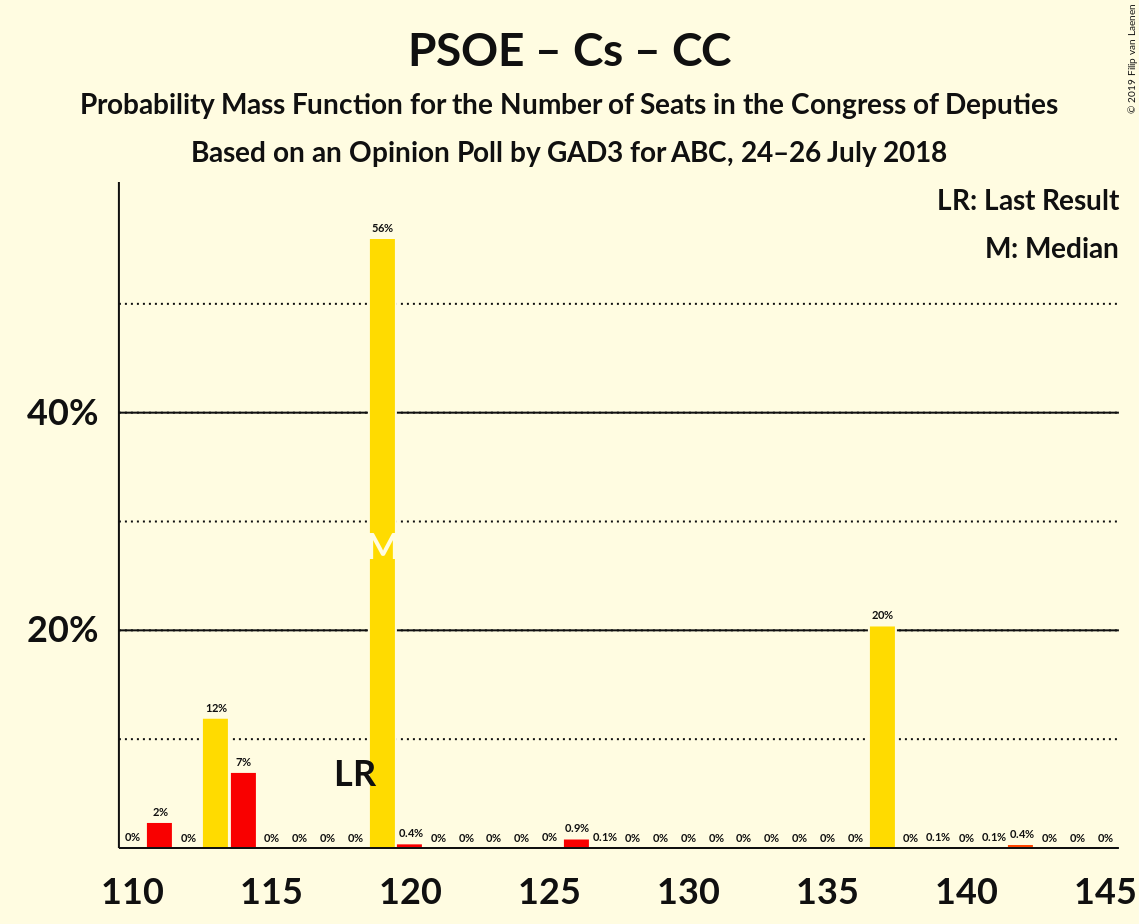 PSOE – Cs – CC
Probability Mass Function for the Number of Seats in the Congress of Deputies
Based on an Opinion Poll by GAD3 for ABC, 24–26 July 2018
© 2019 Filip van Laenen
LR: Last Result
M: Median
56%
40%
M
20%
20%
12%
7%
LR
0% 2% 0% 0% 0% 0% 0% 0.4% 0% 0% 0% 0% 0% 0.9% 0.1% 0% 0% 0% 0% 0% 0% 0% 0% 0% 0% 0.1% 0% 0.1% 0.4% 0% 0% 0%
110 115 120 125 130 135 140 145